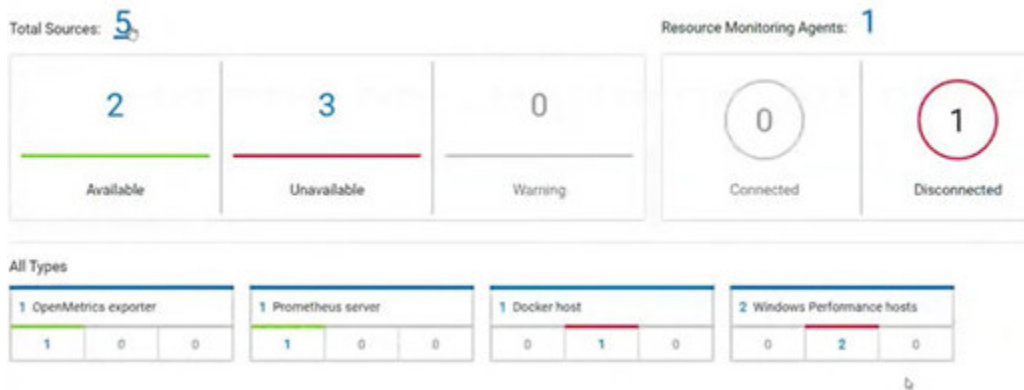 Total Sources: 5
Resource Monitoring Agents: 1
2 3 0
Available Unavailable Warning
0 1
Connected Disconnected
All Types
1 OpenMetrics exporter
1 0 0
1 Prometheus server
1 0 0
1 Docker host
0 1 0
2 Windows Performance hosts
0 2 0